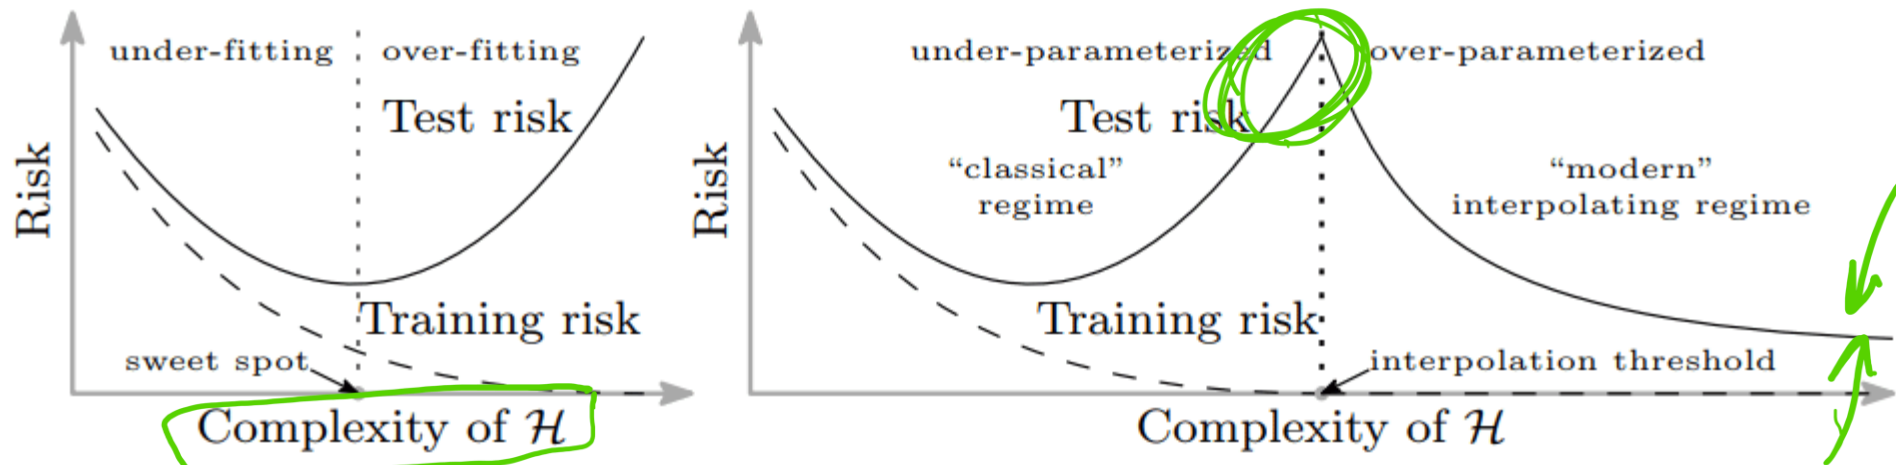 under-fitting
over-fitting
Test risk
Risk
Training risk
sweet spot
Complexity of ℋ
under-parameterized
over-parameterized
Test risk
“classical”
regime
“modern”
interpolating regime
Risk
Training risk
interpolation threshold
Complexity of ℋ